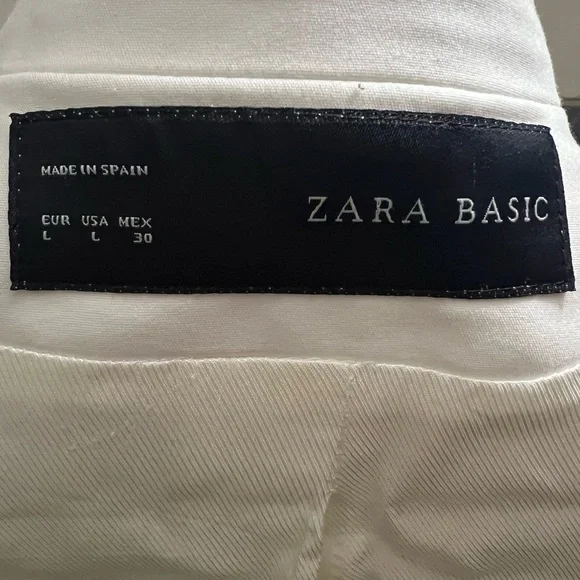 MADE IN SPAIN
EUR USA MEX
L L 30
ZARA BASIC